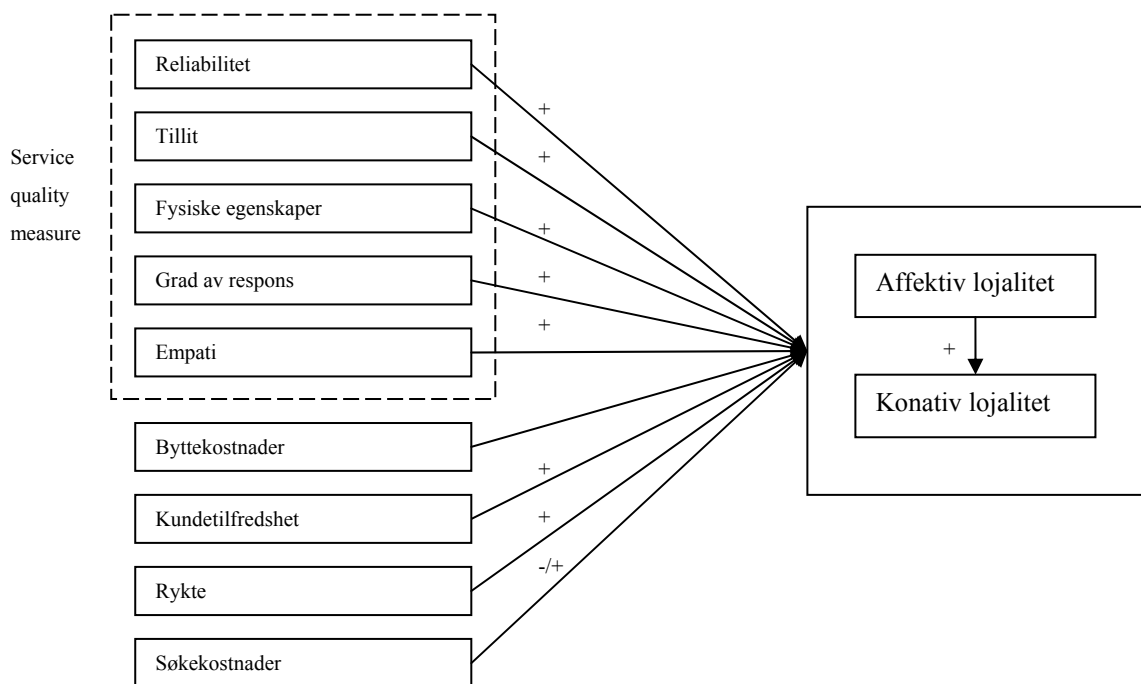 Service
quality
measure
Reliabilitet
Tillit
Fysiske egenskaper
Grad av respons
Empati
Byttekostnader
Kundetilfredshet
Rykte
Søkekostnader
+
+
+
+
+
+
+
-/+
Affektiv lojalitet
+
Konativ lojalitet